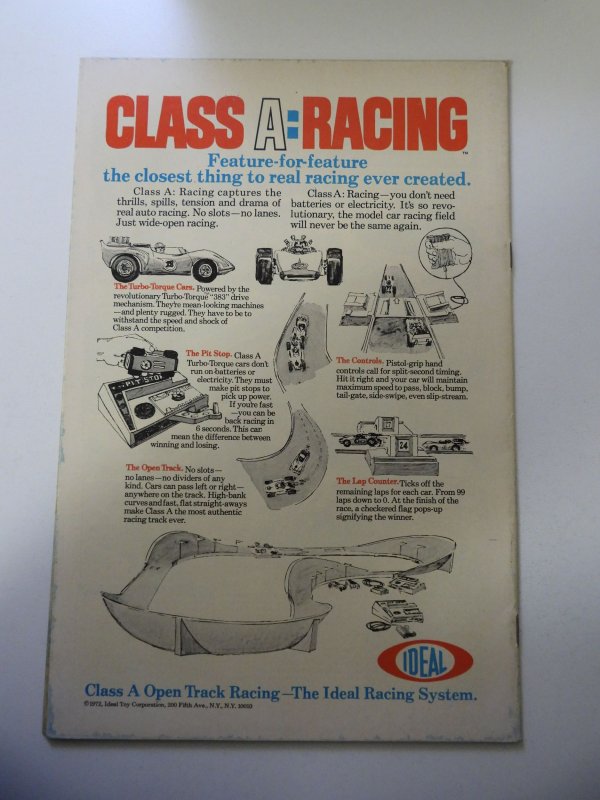 CLASS A: RACING
™
Feature-for-feature
the closest thing to real racing ever created.
Class A: Racing captures the
thrills, spills, tension and drama of
real auto racing. No slots—no lanes.
Just wide-open racing.
Class A: Racing—you don't need
batteries or electricity. It's so revo-
lutionary, the model car racing field
will never be the same again.
The Turbo-Torque Cars. Powered by the
revolutionary Turbo-Torque "383" drive
mechanism. They're mean-looking machines
—and plenty rugged. They have to be to
withstand the speed and shock of
Class A competition.
The Pit Stop. Class A
Turbo-Torque cars don't
run on batteries or
electricity. They must
make pit stops to
pick up power.
If you're fast
—you can be
back racing in
6 seconds. This can
mean the difference between
winning and losing.
PIT STOP
The Controls. Pistol-grip hand
controls call for split-second timing.
Hit it right and your car will maintain
maximum speed to pass, block, bump,
tail-gate, side-swipe, even slip-stream.
The Open Track. No slots—
no lanes—no dividers of any
kind. Cars can pass left or right—
anywhere on the track. High-bank
curves and fast, flat straight-aways
make Class A the most authentic
racing track ever.
24
The Lap Counter. Ticks off the
remaining laps for each car. From 99
laps down to 0. At the finish of the
race, a checkered flag pops-up
signifying the winner.
IDEAL
Class A Open Track Racing—The Ideal Racing System.
©1972, Ideal Toy Corporation, 200 Fifth Ave., N.Y., N.Y. 10010